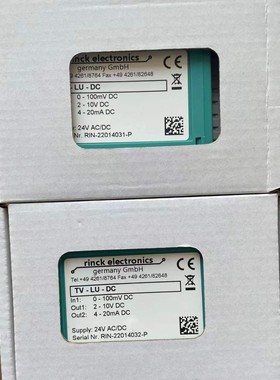 rinck electronics
germany GmbH
49 4261/8764 Fax +49 4261/82648
- LU - DC
0 - 100mV DC
2 - 10V DC
4 - 20mA DC
24V AC/DC
Nr. RIN-22014031-P
rinck electronics
germany GmbH
Tel.+49 4261/8764 Fax +49 4261/82648
TV - LU - DC
In1: 0 - 100mV DC
Out1: 2 - 10V DC
Out2: 4 - 20mA DC
Supply: 24V AC/DC
Serial Nr. RIN-22014032-P